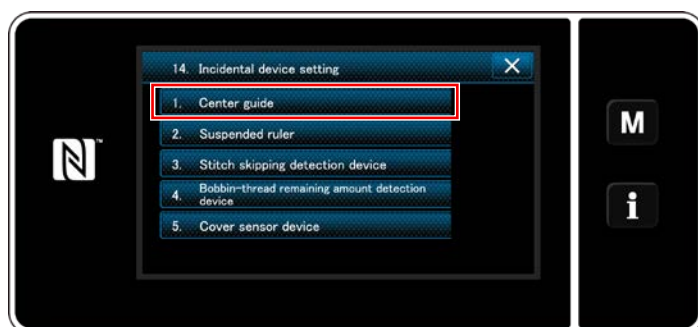 14. Incidental device setting
1. Center guide
2. Suspended ruler
3. Stitch skipping detection device
4. Bobbin-thread remaining amount detection
device
5. Cover sensor device
M
i
N
TM